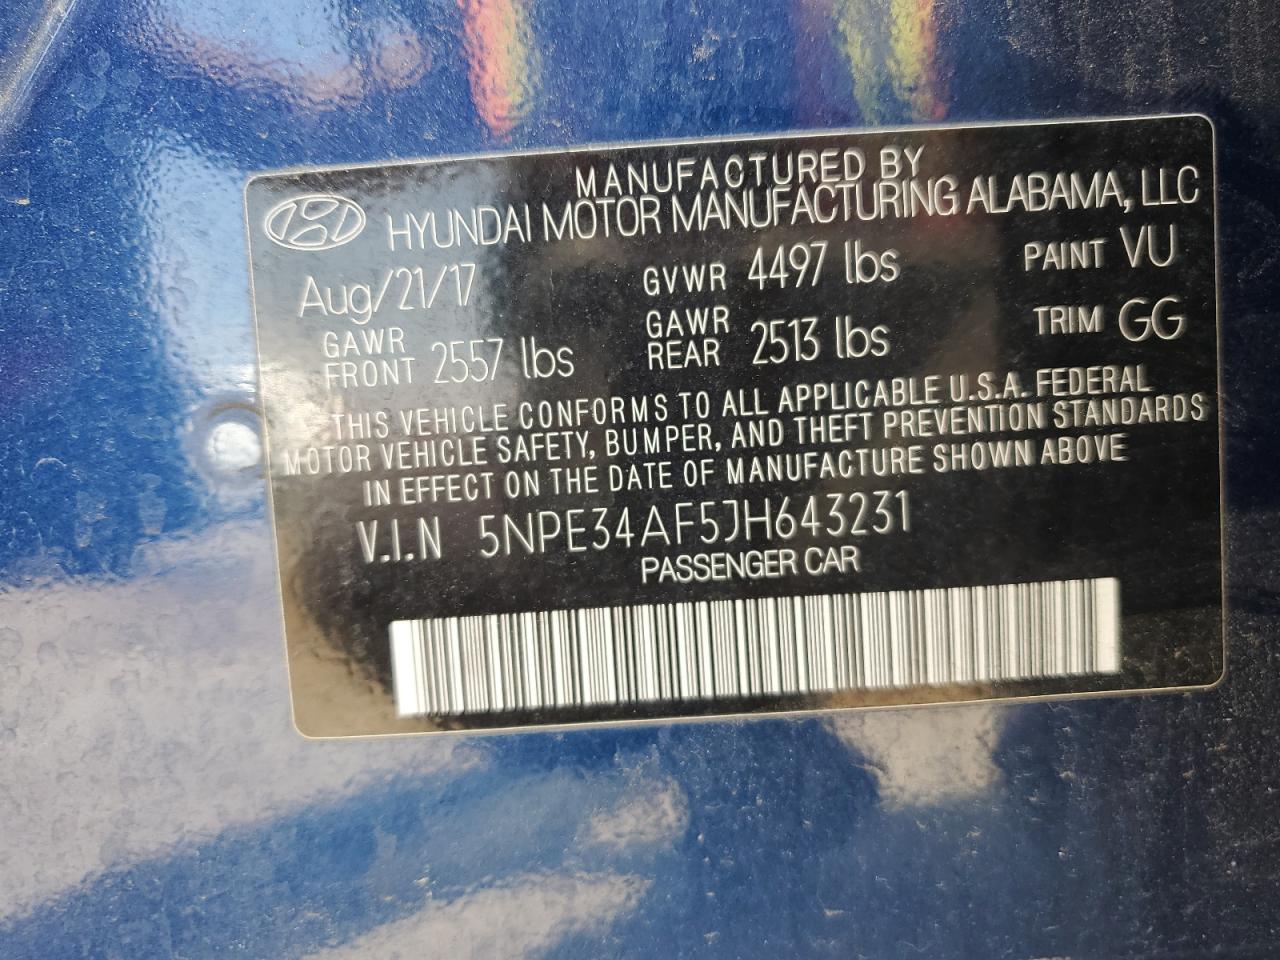 MANUFACTURED BY
HYUNDAI MOTOR MANUFACTURING ALABAMA, LLC
Aug/21/17 GVWR 4497 lbs PAINT VU
GAWR FRONT 2557 lbs GAWR REAR 2513 lbs TRIM GG
THIS VEHICLE CONFORMS TO ALL APPLICABLE U.S.A. FEDERAL
MOTOR VEHICLE SAFETY, BUMPER, AND THEFT PREVENTION STANDARDS
IN EFFECT ON THE DATE OF MANUFACTURE SHOWN ABOVE
V.I.N 5NPE34AF5JH643231
PASSENGER CAR